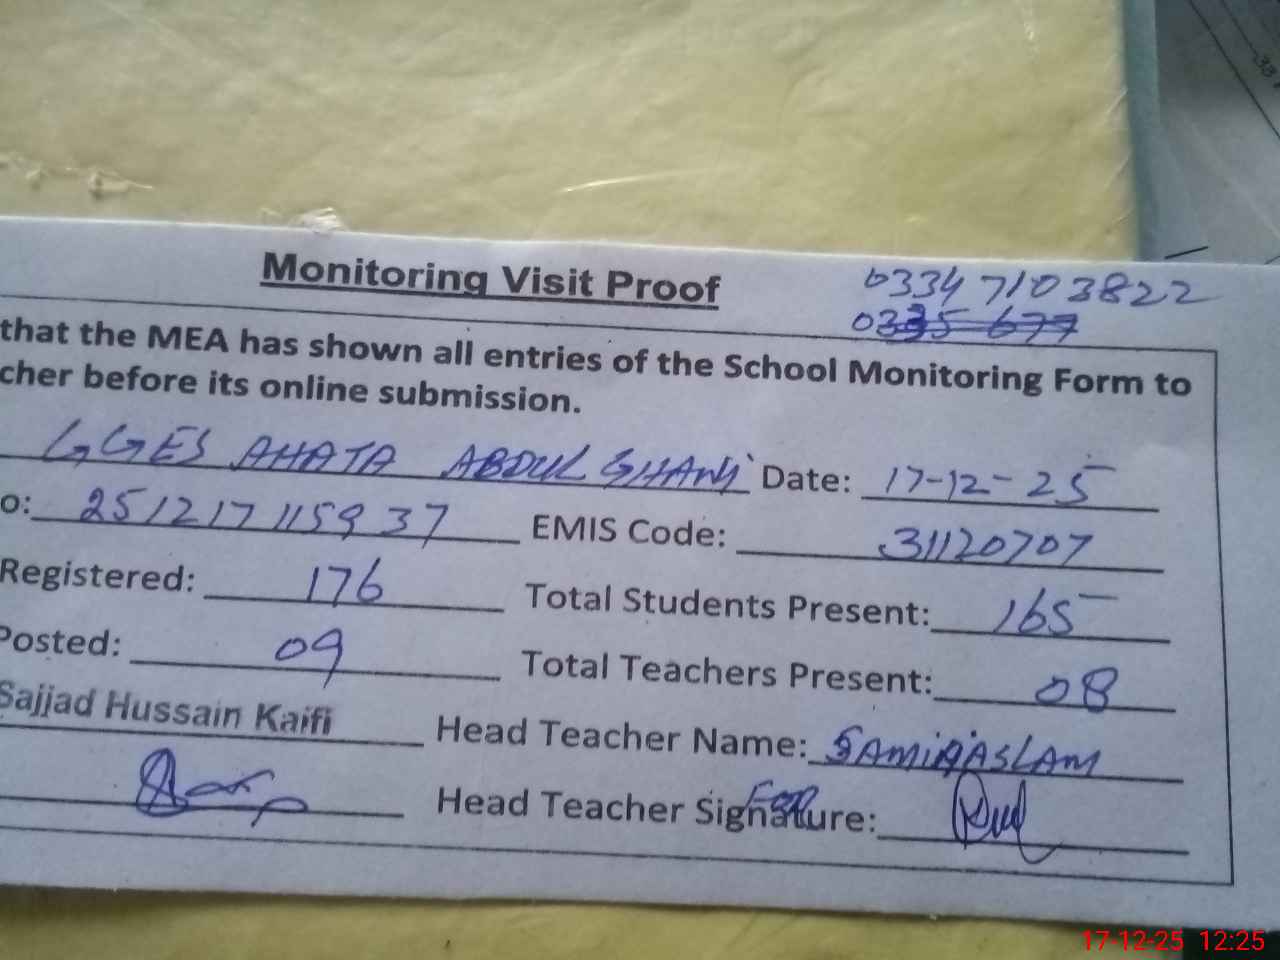 Monitoring Visit Proof
03347103822
0335 677
that the MEA has shown all entries of the School Monitoring Form to
cher before its online submission.
GGES AHATA ABDUL GHANI Date: 17-12-25
o: 251217115937 EMIS Code: 31120707
Registered: 176 Total Students Present: 165
Posted: 09 Total Teachers Present: 08
Sajjad Hussain Kaifi Head Teacher Name: SAMIA ASLAM
Head Teacher Signature: For
17-12-25 12:25